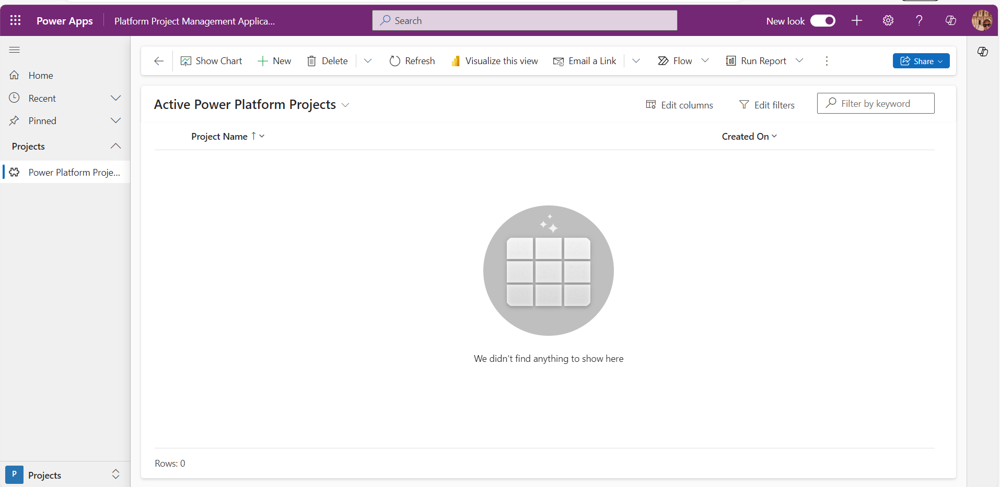 Power Apps
Platform Project Management Applica...
Search
New look
Home
Recent
Pinned
Projects
Power Platform Proje...
P
Projects
Show Chart
New
Delete
Refresh
Visualize this view
Email a Link
Flow
Run Report
Share
Active Power Platform Projects
Edit columns
Edit filters
Filter by keyword
Project Name
Created On
We didn't find anything to show here
Rows: 0